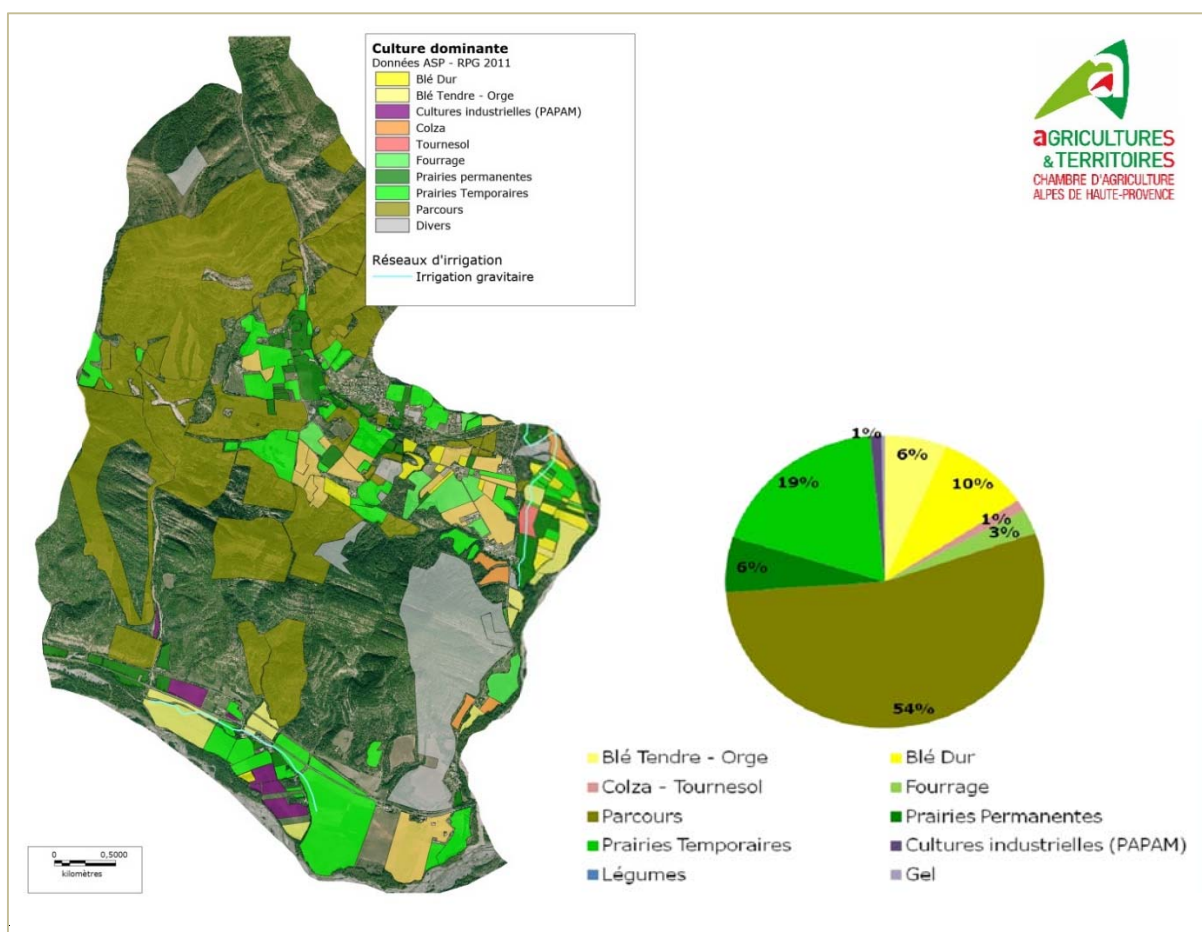 Culture dominante
Données ASP - RPG 2011
Blé Dur
Blé Tendre - Orge
Cultures industrielles (PAPAM)
Colza
Tournesol
Fourrage
Prairies permanentes
Prairies Temporaires
Parcours
Divers
Réseaux d'irrigation
Irrigation gravitaire
aGRICULTURES
& TERRITOIRES
CHAMBRE D'AGRICULTURE
ALPES DE HAUTE-PROVENCE
1%
6%
10%
19%
1%
3%
6%
54%
Blé Tendre - Orge
Blé Dur
Colza - Tournesol
Fourrage
Parcours
Prairies Permanentes
Prairies Temporaires
Cultures industrielles (PAPAM)
Légumes
Gel
0 0,5000
kilomètres